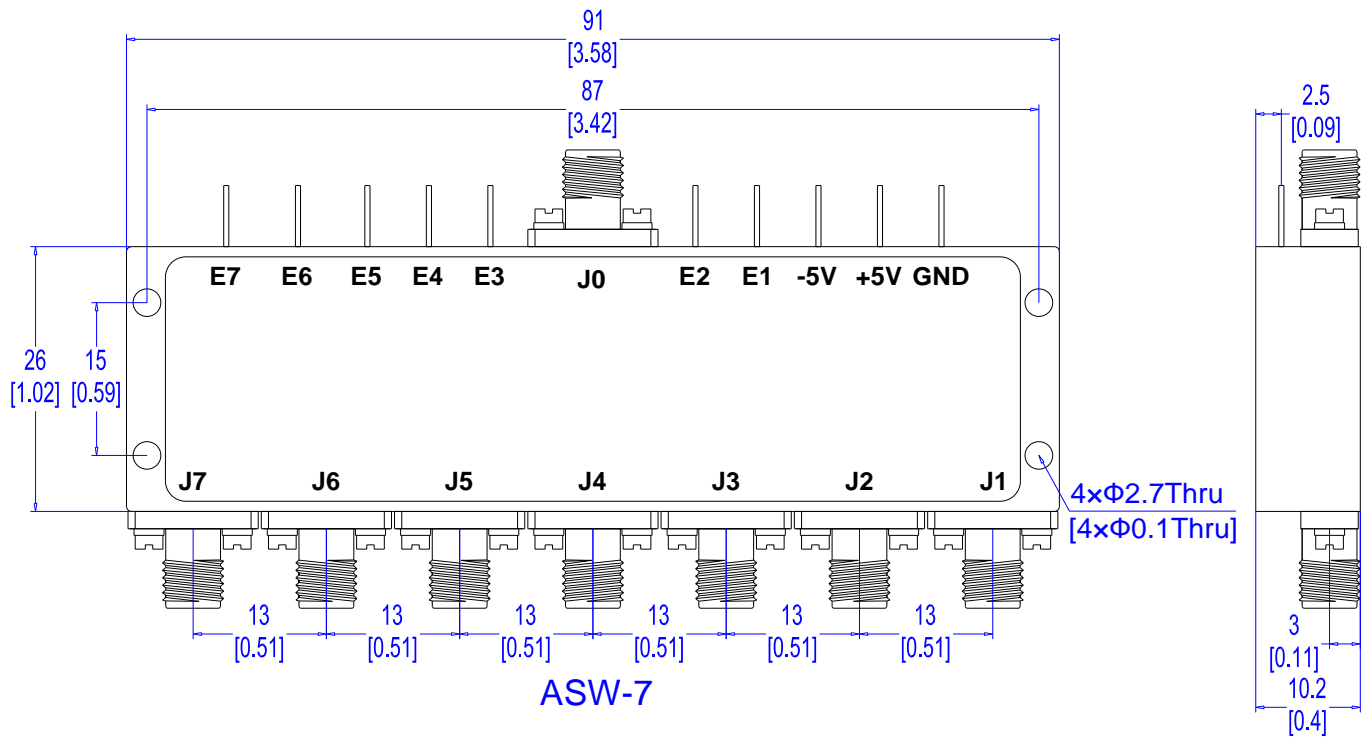 91
[3.58]
87
[3.42]
2.5
[0.09]
E7 E6 E5 E4 E3 J0 E2 E1 -5V +5V GND
26
[1.02]
15
[0.59]
J7 J6 J5 J4 J3 J2 J1
4×Φ2.7Thru
[4×Φ0.1Thru]
13 13 13 13 13 13
[0.51] [0.51] [0.51] [0.51] [0.51] [0.51]
3
[0.11]
10.2
[0.4]
ASW-7